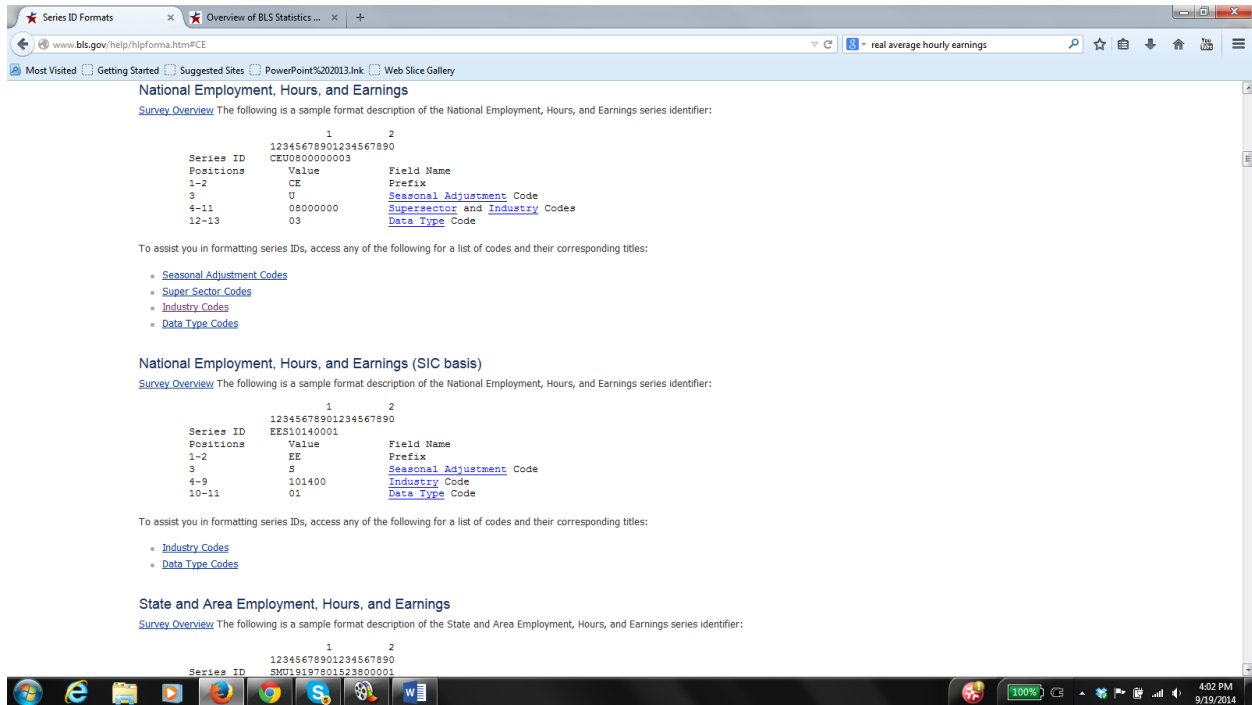 Series ID Formats × Overview of BLS Statistics ... × +
www.bls.gov/help/hlpforma.htm#CE real average hourly earnings
Most Visited Getting Started Suggested Sites PowerPoint%202013.lnk Web Slice Gallery
National Employment, Hours, and Earnings
Survey Overview The following is a sample format description of the National Employment, Hours, and Earnings series identifier:
1 2
12345678901234567890
Series ID CEU0800000003
Positions Value Field Name
1-2 CE Prefix
3 U Seasonal Adjustment Code
4-11 08000000 Supersector and Industry Codes
12-13 03 Data Type Code
To assist you in formatting series IDs, access any of the following for a list of codes and their corresponding titles:
Seasonal Adjustment Codes
Super Sector Codes
Industry Codes
Data Type Codes
National Employment, Hours, and Earnings (SIC basis)
Survey Overview The following is a sample format description of the National Employment, Hours, and Earnings series identifier:
1 2
12345678901234567890
Series ID EES10140001
Positions Value Field Name
1-2 EE Prefix
3 S Seasonal Adjustment Code
4-9 101400 Industry Code
10-11 01 Data Type Code
To assist you in formatting series IDs, access any of the following for a list of codes and their corresponding titles:
Industry Codes
Data Type Codes
State and Area Employment, Hours, and Earnings
Survey Overview The following is a sample format description of the State and Area Employment, Hours, and Earnings series identifier:
1 2
12345678901234567890
Series ID SMU19197801523800001
100% 4:02 PM
9/19/2014